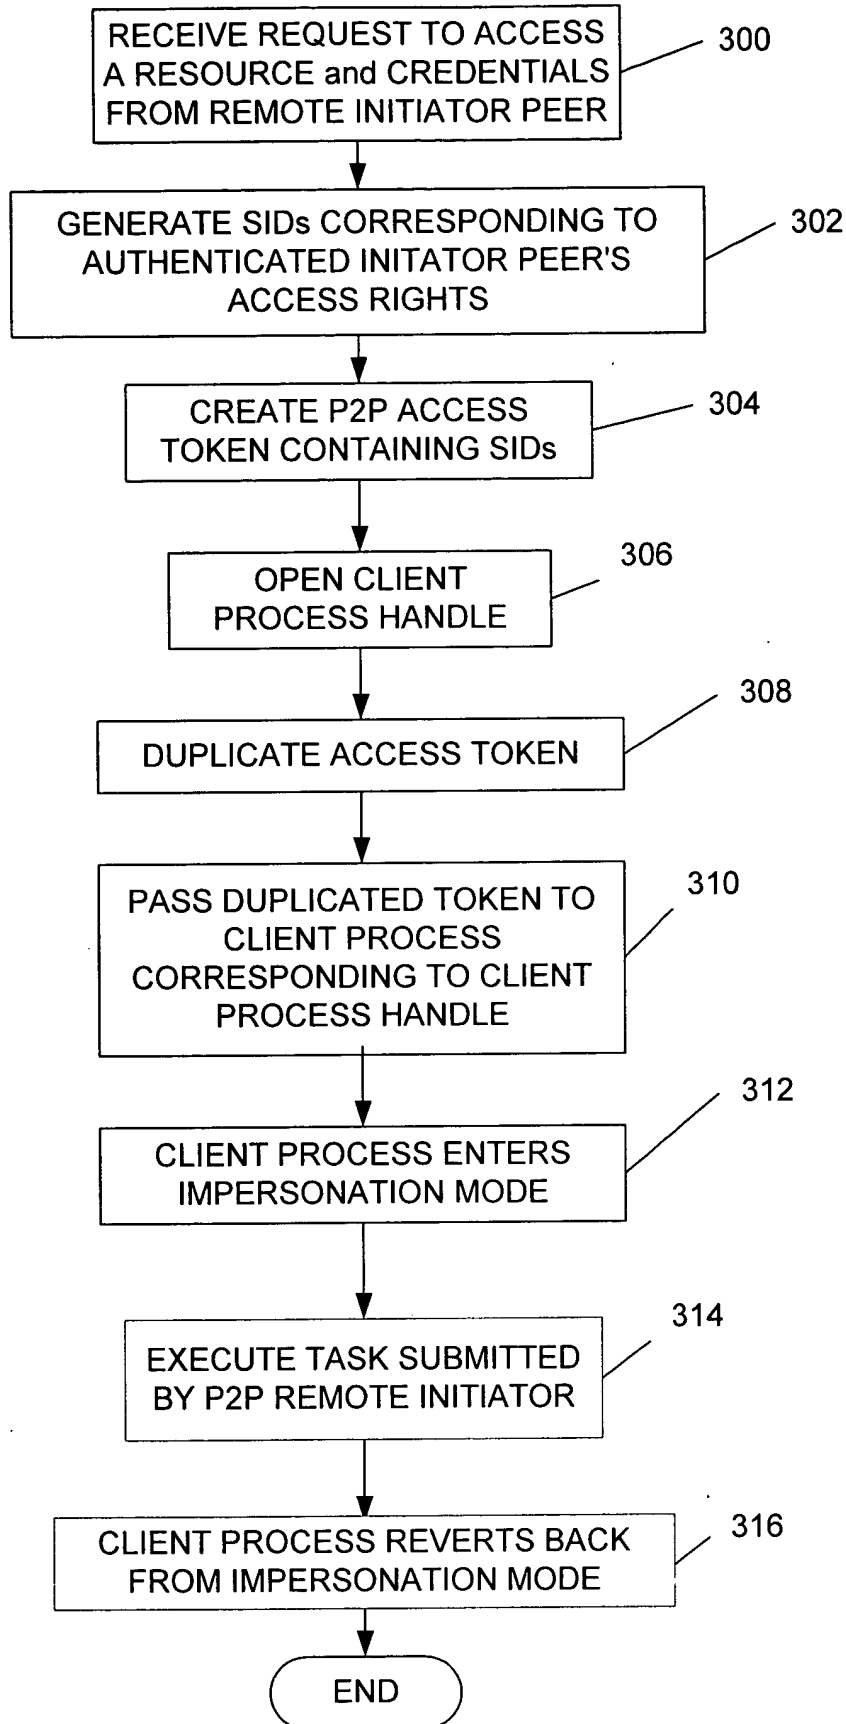 RECEIVE REQUEST TO ACCESS
A RESOURCE and CREDENTIALS
FROM REMOTE INITIATOR PEER
300
GENERATE SIDs CORRESPONDING TO
AUTHENTICATED INITATOR PEER'S
ACCESS RIGHTS
302
CREATE P2P ACCESS
TOKEN CONTAINING SIDs
304
OPEN CLIENT
PROCESS HANDLE
306
DUPLICATE ACCESS TOKEN
308
PASS DUPLICATED TOKEN TO
CLIENT PROCESS
CORRESPONDING TO CLIENT
PROCESS HANDLE
310
CLIENT PROCESS ENTERS
IMPERSONATION MODE
312
EXECUTE TASK SUBMITTED
BY P2P REMOTE INITIATOR
314
CLIENT PROCESS REVERTS BACK
FROM IMPERSONATION MODE
316
END